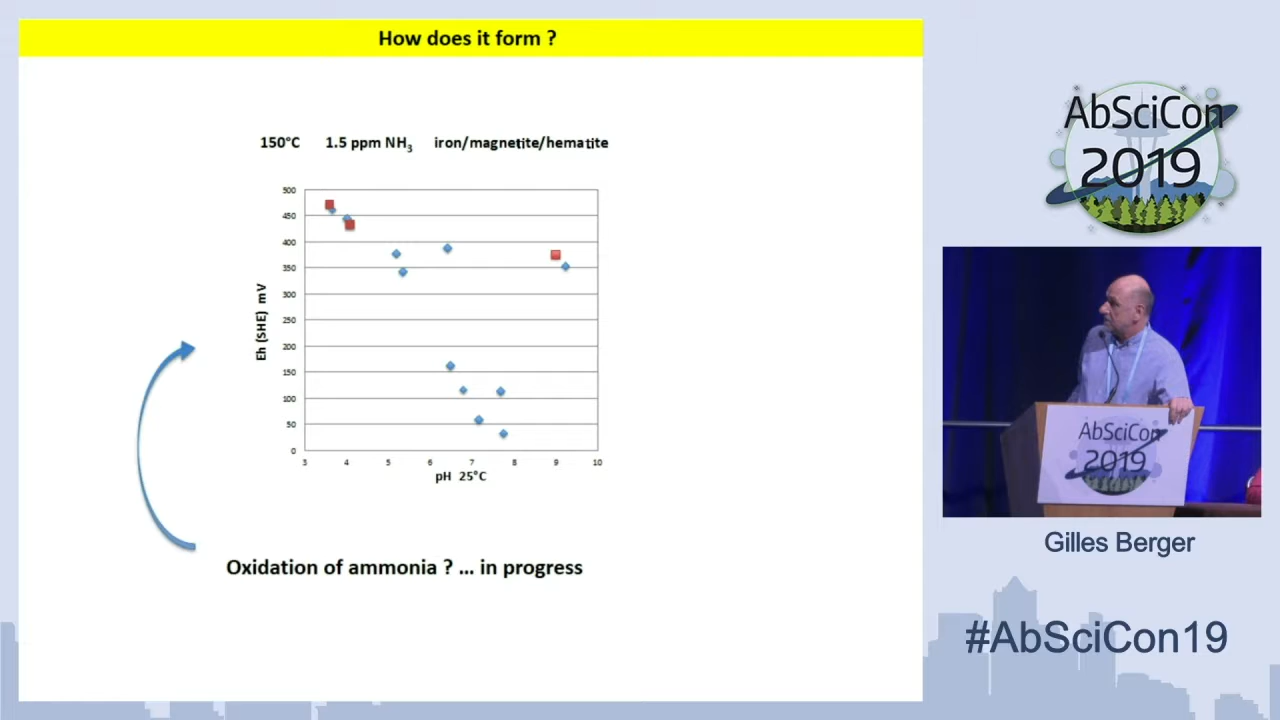 How does it form ?
150°C 1.5 ppm NH3 iron/magnetite/hematite
500
450
400
350
300
250
200
150
100
50
0
Eh (SHE) mV
3 4 5 6 7 8 9 10
pH 25°C
Oxidation of ammonia ? ... in progress
AbSciCon
2019
AbSciCon
2019
Gilles Berger
#AbSciCon19